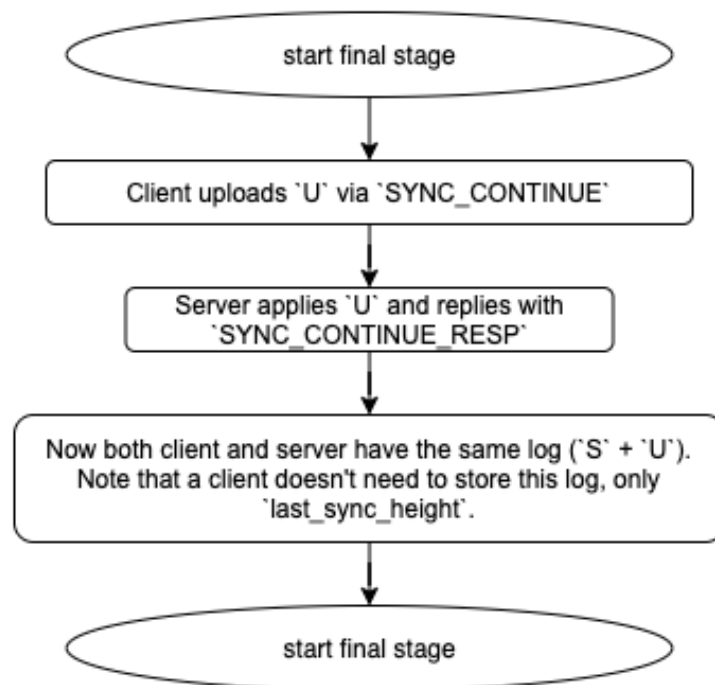 start final stage
Client uploads `U` via `SYNC_CONTINUE`
Server applies `U` and replies with
`SYNC_CONTINUE_RESP`
Now both client and server have the same log (`S` + `U`).
Note that a client doesn't need to store this log, only
`last_sync_height`.
start final stage